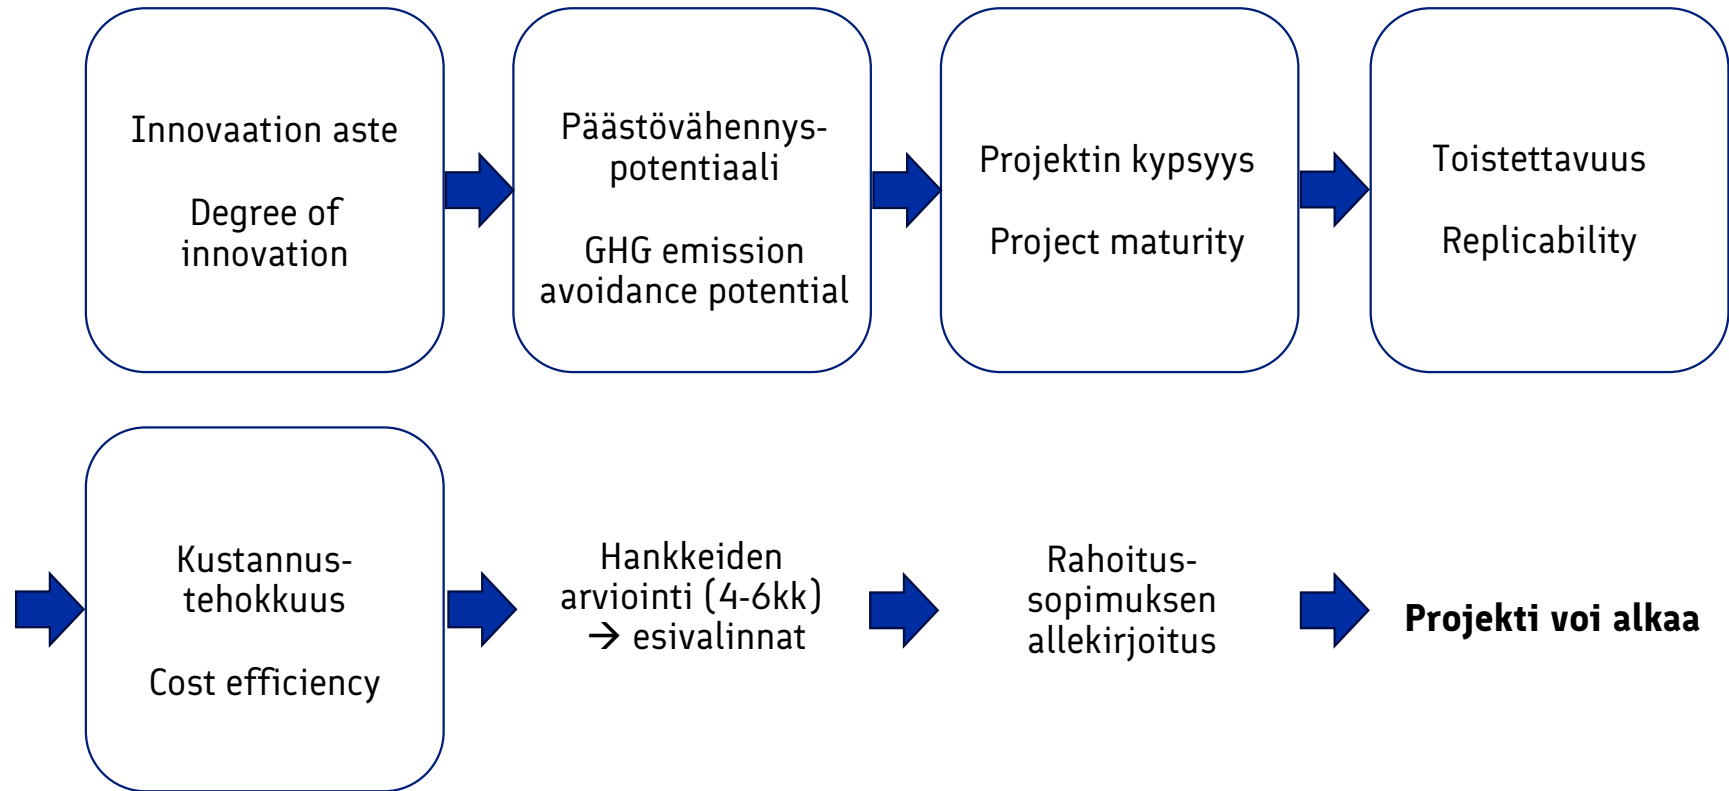 Innovaation aste
Degree of
innovation
Päästövähennys-
potentiaali
GHG emission
avoidance potential
Projektin kypsyys
Project maturity
Toistettavuus
Replicability
Kustannus-
tehokkuus
Cost efficiency
Hankkeiden
arviointi (4-6kk)
→ esivalinnat
Rahoitus-
sopimuksen
allekirjoitus
Projekti voi alkaa